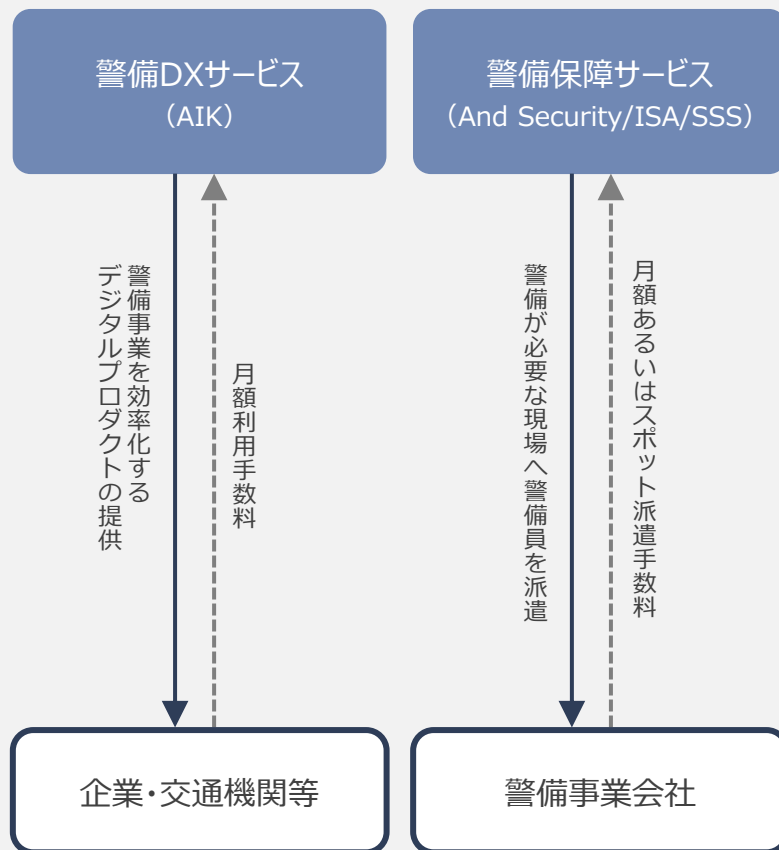 警備DXサービス
（AIK）
警備保障サービス
（And Security/ISA/SSS）
警備事業を効率化する
デジタルプロダクトの提供
月額利用手数料
警備が必要な現場へ警備員を派遣
月額あるいはスポット派遣手数料
企業・交通機関等
警備事業会社